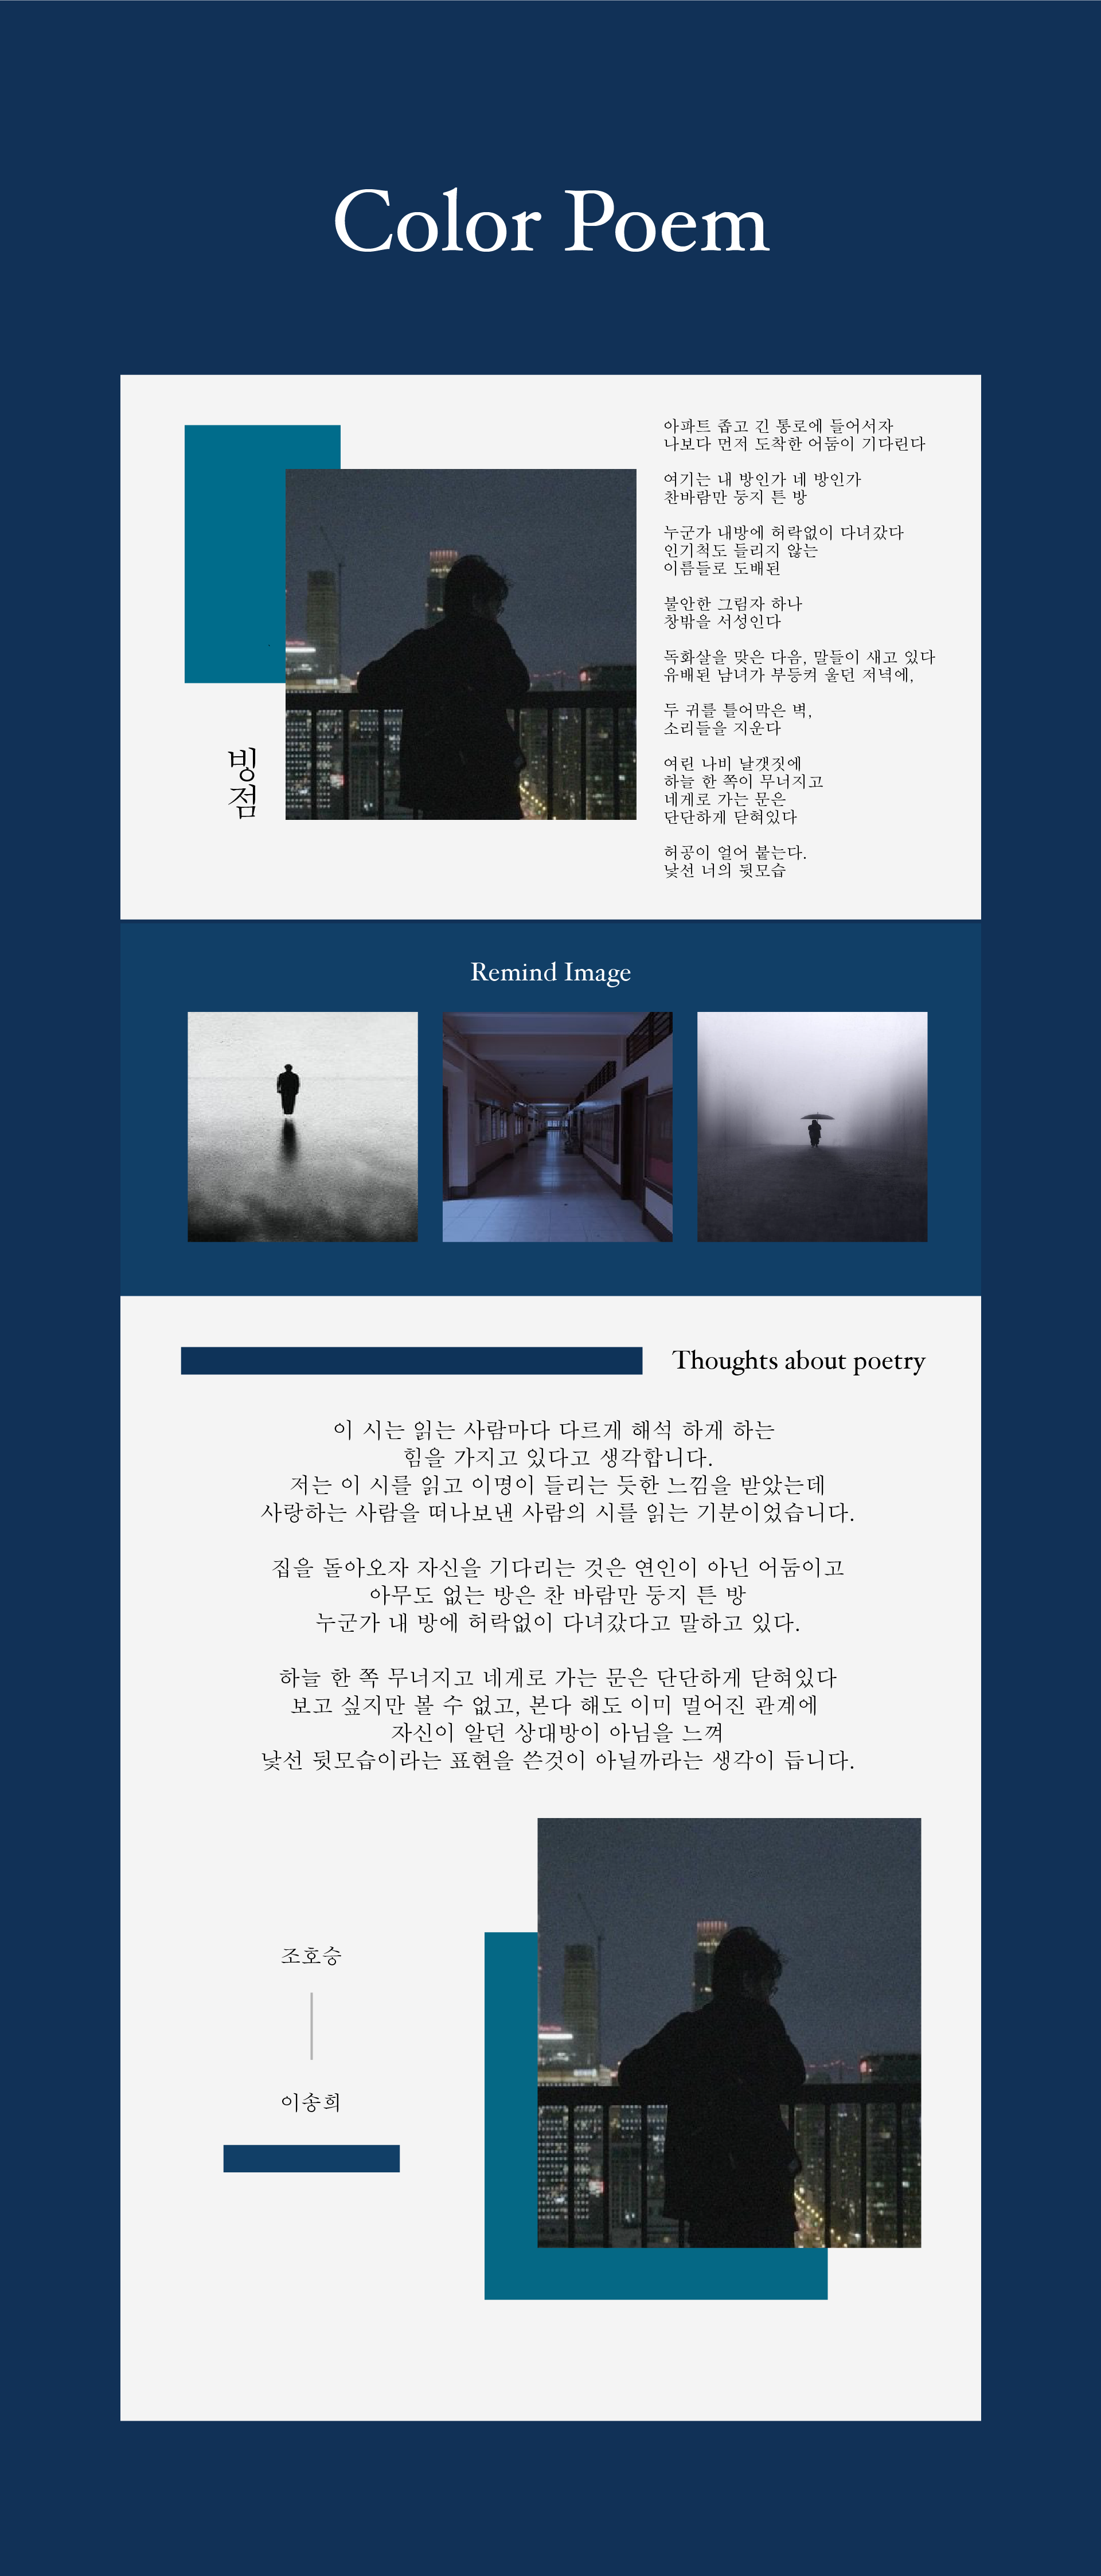 Color Poem
아파트 좁고 긴 통로에 들어서자
나보다 먼저 도착한 어둠이 기다린다
여기는 내 방인가 네 방인가
찬바람만 둥지 튼 방
누군가 내방에 허락없이 다녀갔다
인기척도 들리지 않는
이름들로 도배된
불안한 그림자 하나
창밖을 서성인다
독화살을 맞은 다음, 말들이 새고 있다
유배된 남녀가 부등켜 울던 저녁에,
두 귀를 틀어막은 벽,
소리들을 지운다
여린 나비 날갯짓에
하늘 한 쪽이 무너지고
네게로 가는 문은
단단하게 닫혀있다
허공이 얼어 붙는다.
낯선 너의 뒷모습
빙점
Remind Image
Thoughts about poetry
이 시는 읽는 사람마다 다르게 해석 하게 하는
힘을 가지고 있다고 생각합니다.
저는 이 시를 읽고 이명이 들리는 듯한 느낌을 받았는데
사랑하는 사람을 떠나보낸 사람의 시를 읽는 기분이었습니다.
집을 돌아오자 자신을 기다리는 것은 연인이 아닌 어둠이고
아무도 없는 방은 찬 바람만 둥지 튼 방
누군가 내 방에 허락없이 다녀갔다고 말하고 있다.
하늘 한 쪽 무너지고 네게로 가는 문은 단단하게 닫혀있다
보고 싶지만 볼 수 없고, 본다 해도 이미 멀어진 관계에
자신이 알던 상대방이 아님을 느껴
낯선 뒷모습이라는 표현을 쓴것이 아닐까라는 생각이 듭니다.
조호승
이송희